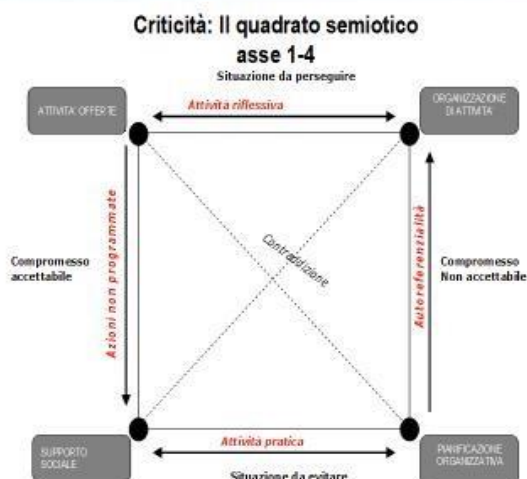 Criticità: Il quadrato semiotico
asse 1-4
Situazione da perseguire
ATTIVITA' OFFERTE
Attività riflessiva
ORGANIZZAZIONE
DI ATTIVITA'
Azioni non programmate
Compromesso
accettabile
Contraddizione
Autoreferenzialità
Compromesso
Non accettabile
SUPPORTO
SOCIALE
Attività pratica
PIANIFICAZIONE
ORGANIZZATIVA
Situazione da evitare